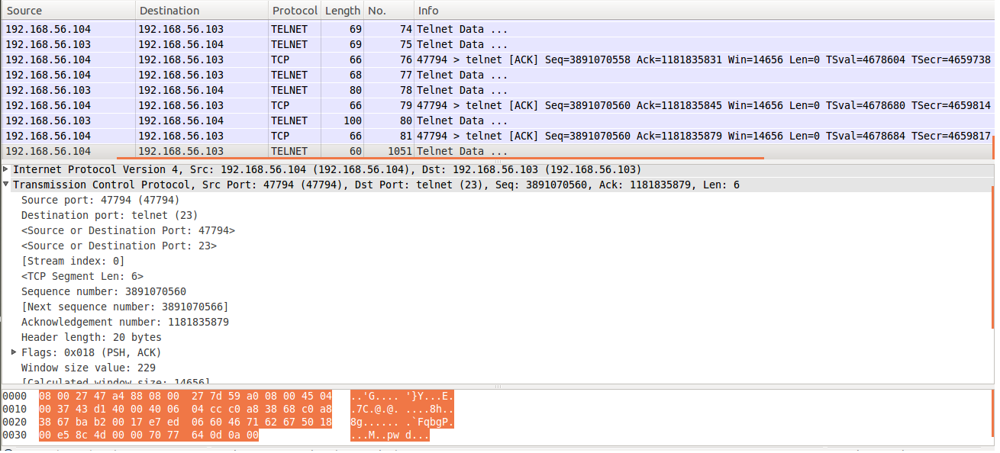 Source Destination Protocol Length No. Info
192.168.56.104 192.168.56.103 TELNET 69 74 Telnet Data ...
192.168.56.103 192.168.56.104 TELNET 69 75 Telnet Data ...
192.168.56.104 192.168.56.103 TCP 66 76 47794 > telnet [ACK] Seq=3891070558 Ack=1181835831 Win=14656 Len=0 TSval=4678604 TSecr=4659738
192.168.56.104 192.168.56.103 TELNET 68 77 Telnet Data ...
192.168.56.103 192.168.56.104 TELNET 80 78 Telnet Data ...
192.168.56.104 192.168.56.103 TCP 66 79 47794 > telnet [ACK] Seq=3891070560 Ack=1181835845 Win=14656 Len=0 TSval=4678680 TSecr=4659814
192.168.56.103 192.168.56.104 TELNET 100 80 Telnet Data ...
192.168.56.104 192.168.56.103 TCP 66 81 47794 > telnet [ACK] Seq=3891070560 Ack=1181835879 Win=14656 Len=0 TSval=4678684 TSecr=4659817
192.168.56.104 192.168.56.103 TELNET 60 1051 Telnet Data ...
Internet Protocol Version 4, Src: 192.168.56.104 (192.168.56.104), Dst: 192.168.56.103 (192.168.56.103)
Transmission Control Protocol, Src Port: 47794 (47794), Dst Port: telnet (23), Seq: 3891070560, Ack: 1181835879, Len: 6
Source port: 47794 (47794)
Destination port: telnet (23)
<Source or Destination Port: 47794>
<Source or Destination Port: 23>
[Stream index: 0]
<TCP Segment Len: 6>
Sequence number: 3891070560
[Next sequence number: 3891070566]
Acknowledgement number: 1181835879
Header length: 20 bytes
Flags: 0x018 (PSH, ACK)
Window size value: 229
[Calculated window size: 14656]
0000 08 00 27 47 a4 88 08 00 27 7d 59 a0 08 00 45 04 ..'G.... '}Y...E.
0010 00 37 43 d1 40 00 40 06 04 cc c0 a8 38 68 c0 a8 .7C.@.@. ....8h..
0020 38 67 ba b2 00 17 e7 ed 06 60 46 71 62 67 50 18 8g...... .`FqbgP.
0030 00 e5 8c 4d 00 00 70 77 64 0d 0a 00 ...M..pw d...